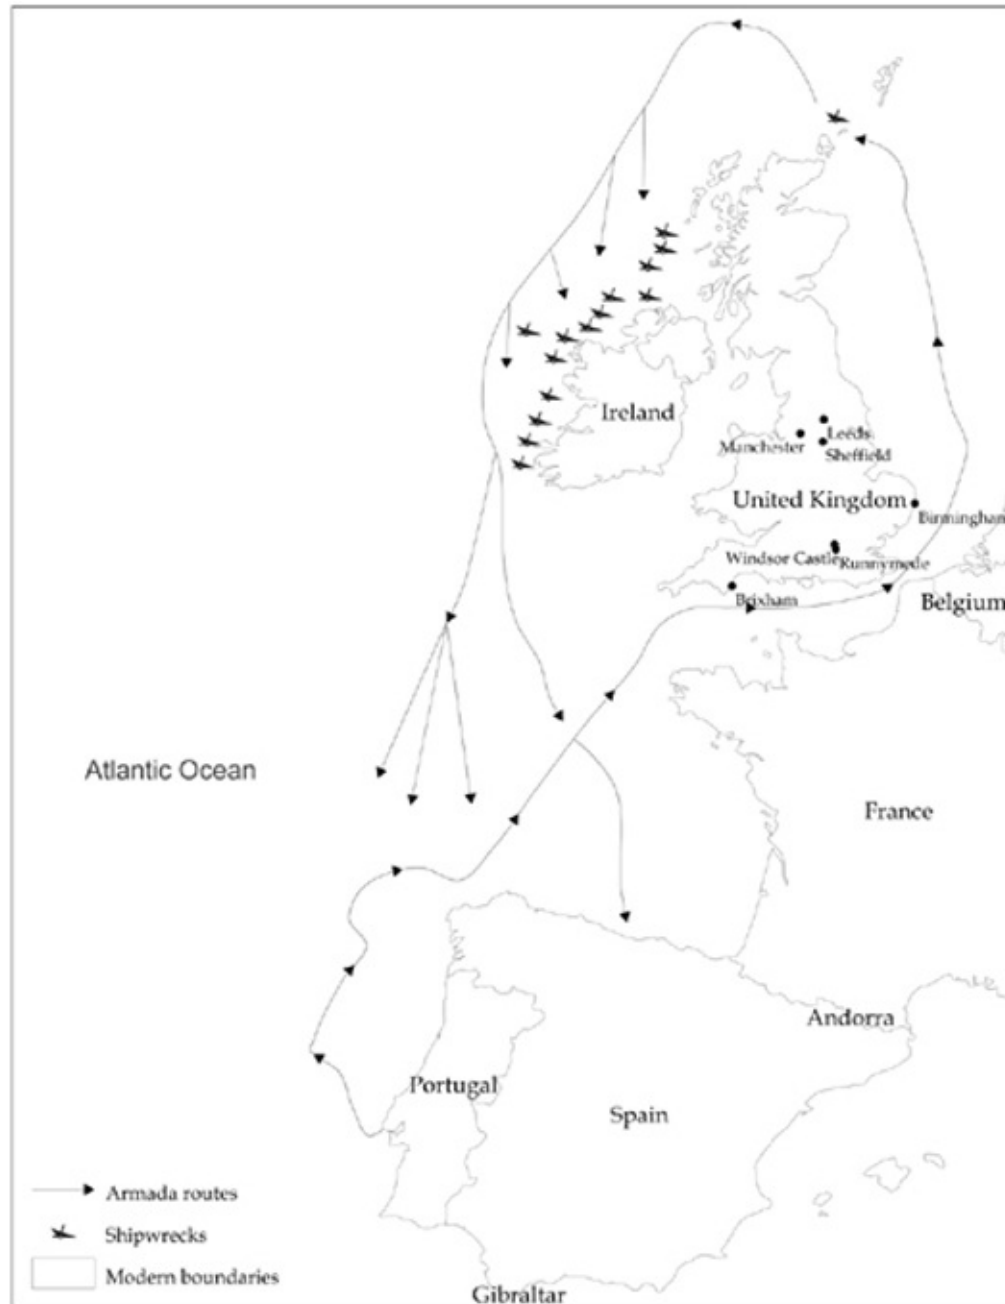 Ireland
Leeds
Manchester
Sheffield
United Kingdom
Birmingham
Windsor Castle
Runnymede
Brixham
Belgium
Atlantic Ocean
France
Andorra
Portugal
Spain
Armada routes
Shipwrecks
Modern boundaries
Gibraltar